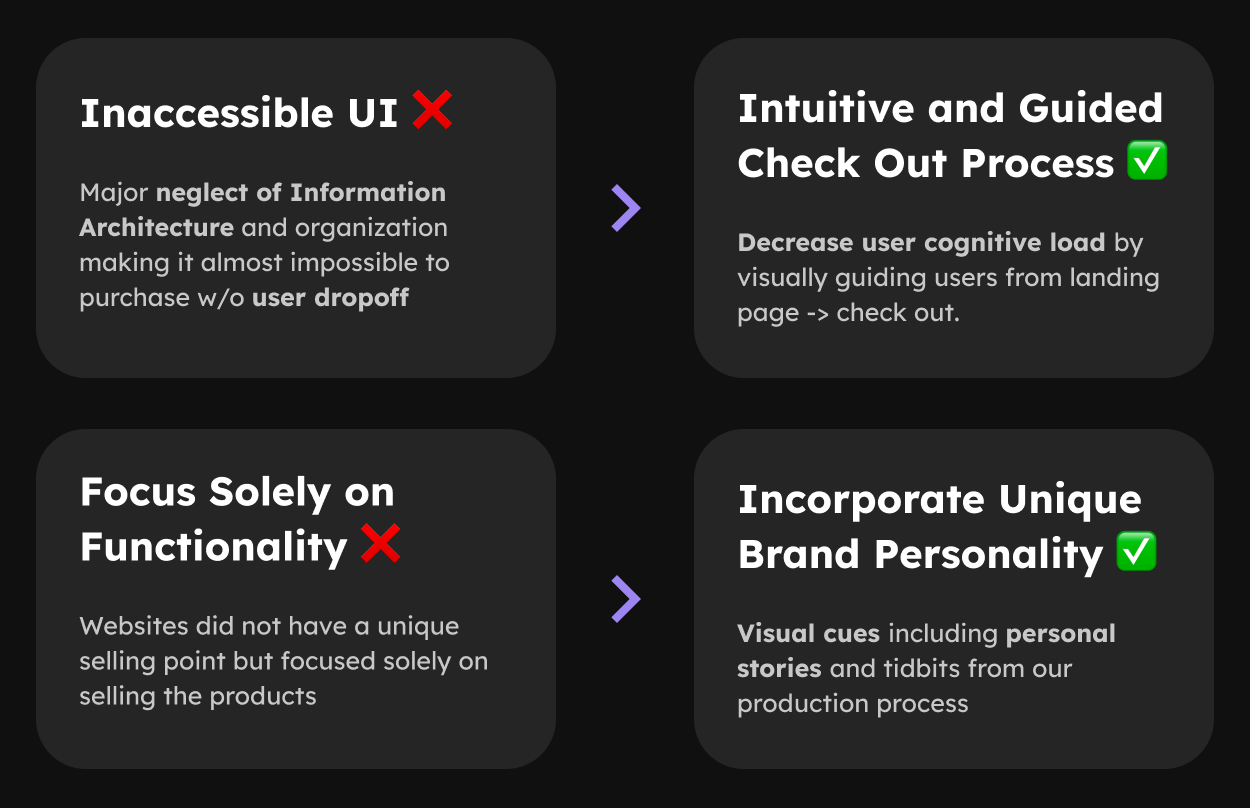 Inaccessible UI ❌
Major neglect of Information
Architecture and organization
making it almost impossible to
purchase w/o user dropoff
Intuitive and Guided
Check Out Process ✅
Decrease user cognitive load by
visually guiding users from landing
page -> check out.
Focus Solely on
Functionality ❌
Websites did not have a unique
selling point but focused solely on
selling the products
Incorporate Unique
Brand Personality ✅
Visual cues including personal
stories and tidbits from our
production process